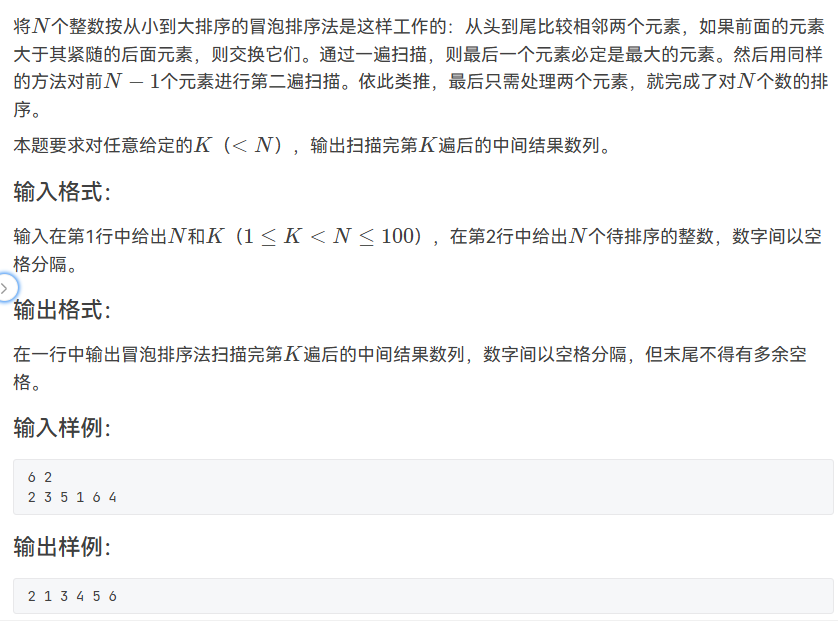 将N个整数按从小到大排序的冒泡排序法是这样工作的：从头到尾比较相邻两个元素，如果前面的元素
大于其紧随的后面元素，则交换它们。通过一遍扫描，则最后一个元素必定是最大的元素。然后用同样
的方法对前N − 1个元素进行第二遍扫描。依此类推，最后只需处理两个元素，就完成了对N个数的排
序。
本题要求对任意给定的K（< N），输出扫描完第K遍后的中间结果数列。
输入格式：
输入在第1行中给出N和K（1 ≤ K < N ≤ 100），在第2行中给出N个待排序的整数，数字间以空
格分隔。
输出格式：
在一行中输出冒泡排序法扫描完第K遍后的中间结果数列，数字间以空格分隔，但末尾不得有多余空
格。
输入样例：
6 2
2 3 5 1 6 4
输出样例：
2 1 3 4 5 6